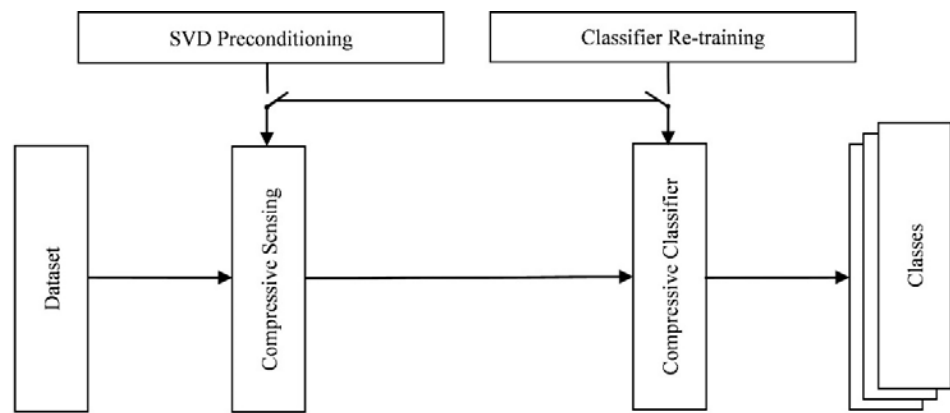 SVD Preconditioning
Classifier Re-training
Dataset
Compressive Sensing
Compressive Classifier
Classes